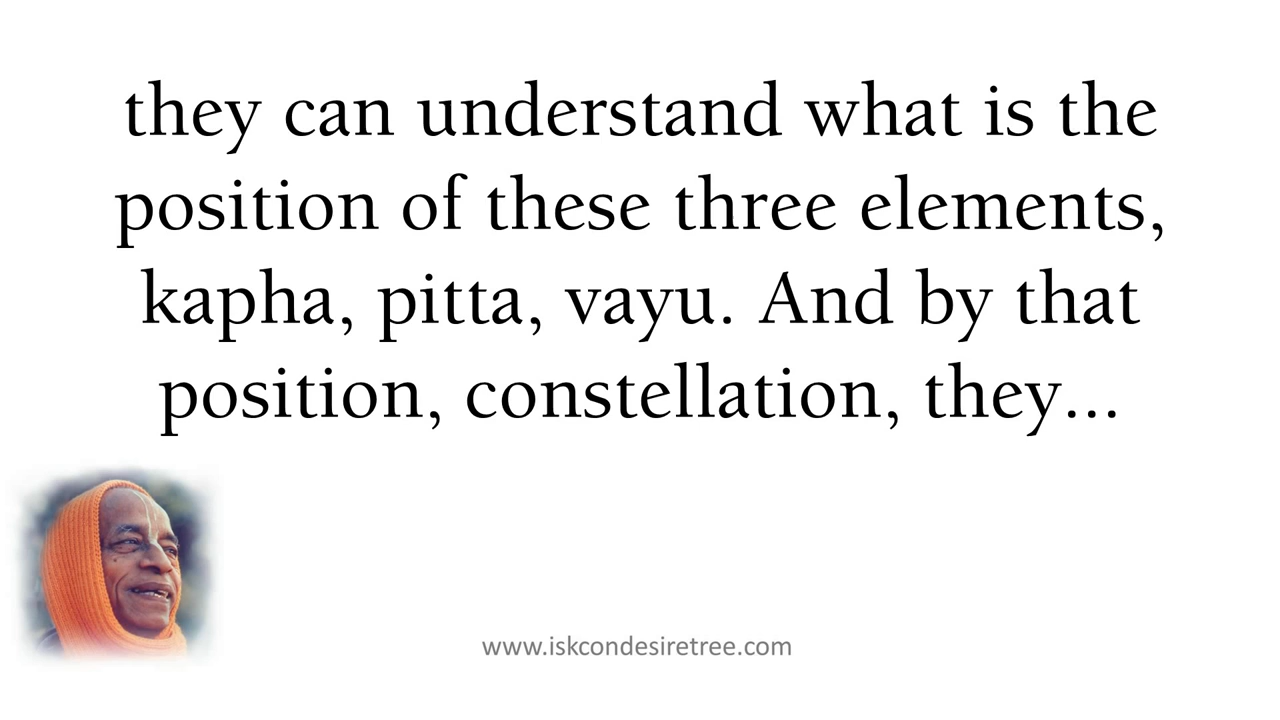 they can understand what is the
position of these three elements,
kapha, pitta, vayu. And by that
position, constellation, they...
www.iskcondesiretree.com